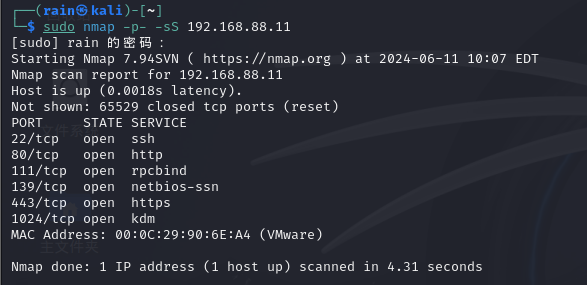 ┌──(rain㉿kali)-[~]
└─$ sudo nmap -p- -sS 192.168.88.11
[sudo] rain 的密码：
Starting Nmap 7.94SVN ( https://nmap.org ) at 2024-06-11 10:07 EDT
Nmap scan report for 192.168.88.11
Host is up (0.0018s latency).
Not shown: 65529 closed tcp ports (reset)
PORT     STATE SERVICE
22/tcp   open  ssh
80/tcp   open  http
111/tcp  open  rpcbind
139/tcp  open  netbios-ssn
443/tcp  open  https
1024/tcp open  kdm
MAC Address: 00:0C:29:90:6E:A4 (VMware)
主文件夹
Nmap done: 1 IP address (1 host up) scanned in 4.31 seconds